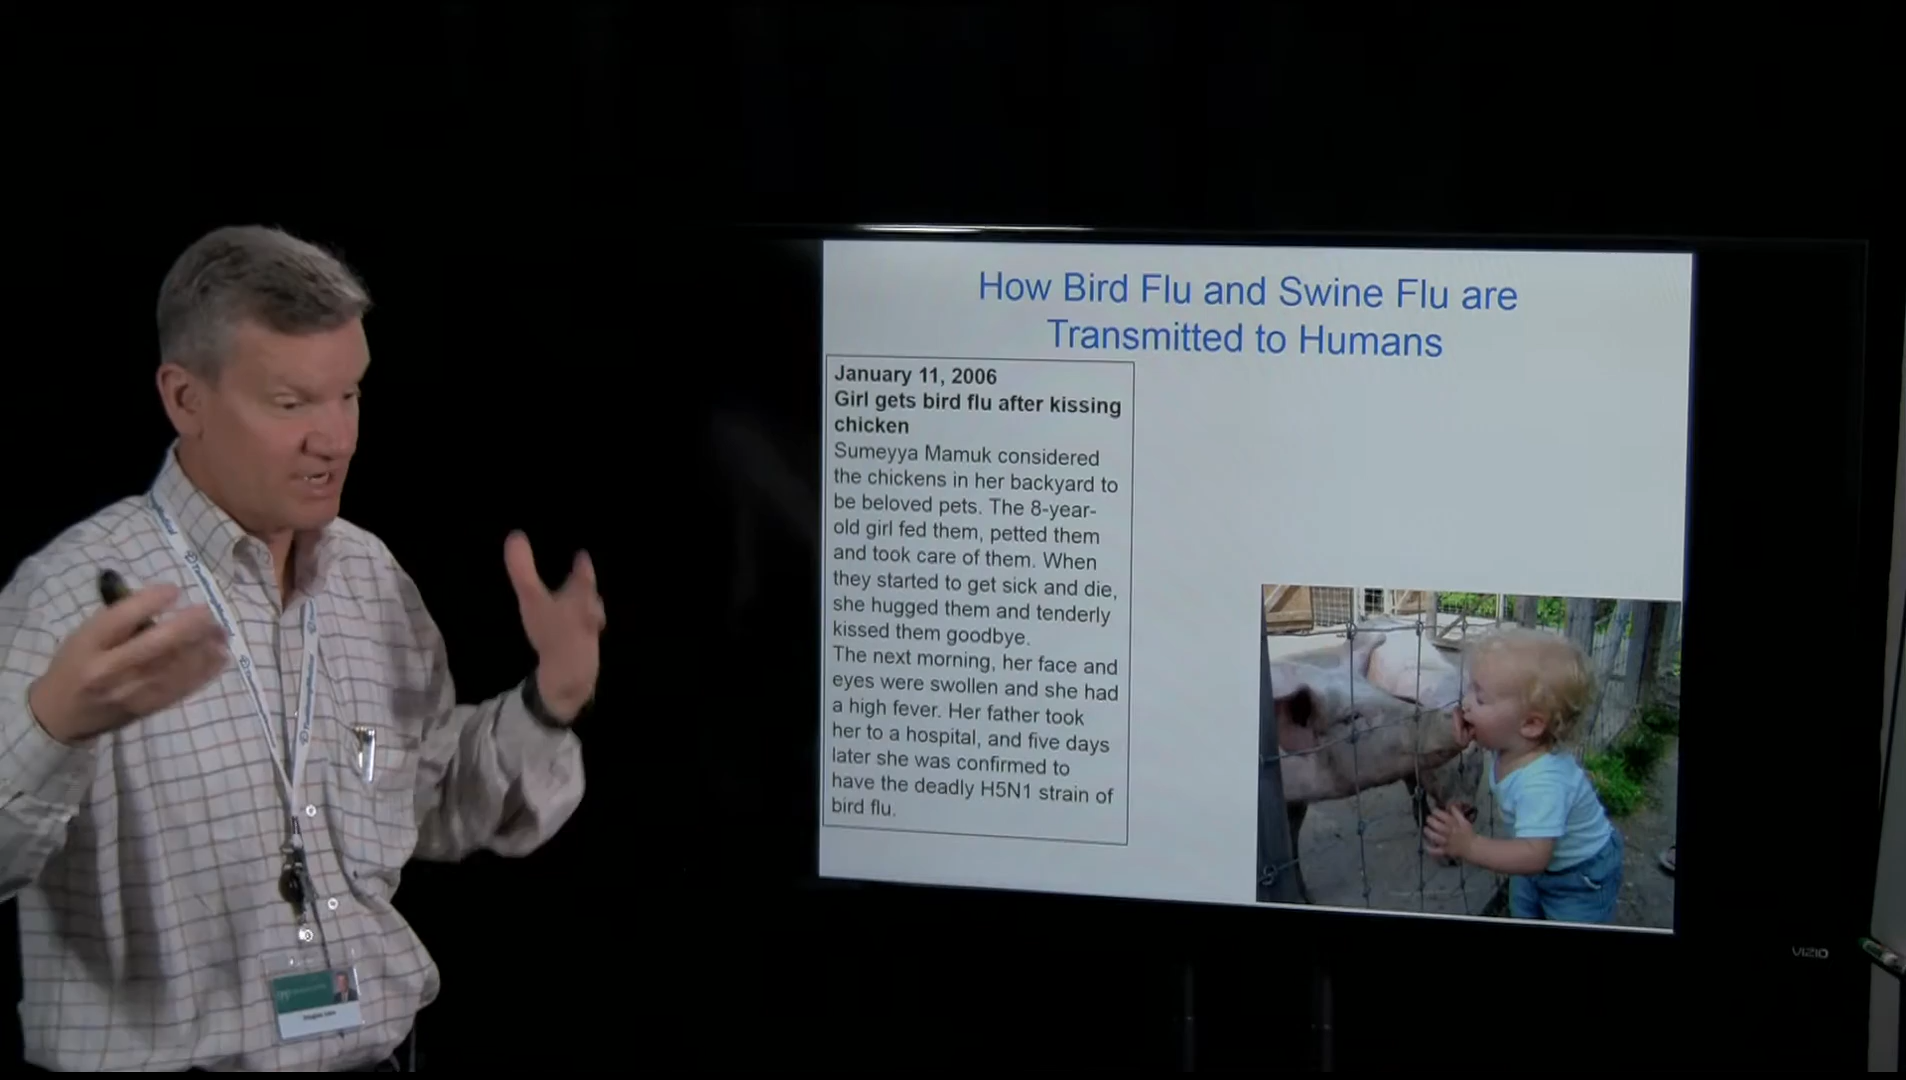 How Bird Flu and Swine Flu are
Transmitted to Humans
January 11, 2006
Girl gets bird flu after kissing
chicken
Sumeyya Mamuk considered
the chickens in her backyard to
be beloved pets. The 8-year-
old girl fed them, petted them
and took care of them. When
they started to get sick and die,
she hugged them and tenderly
kissed them goodbye.
The next morning, her face and
eyes were swollen and she had
a high fever. Her father took
her to a hospital, and five days
later she was confirmed to
have the deadly H5N1 strain of
bird flu.
VIZIO